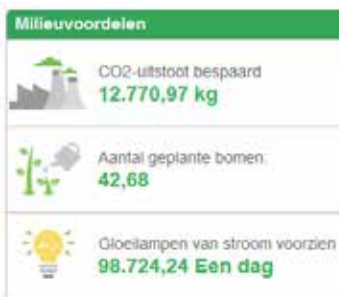 Milieuvoordelen
CO2-uitstoot bespaard
12.770,97 kg
Aantal geplante bomen:
42,68
Gloeilampen van stroom voorzien
98.724,24 Een dag